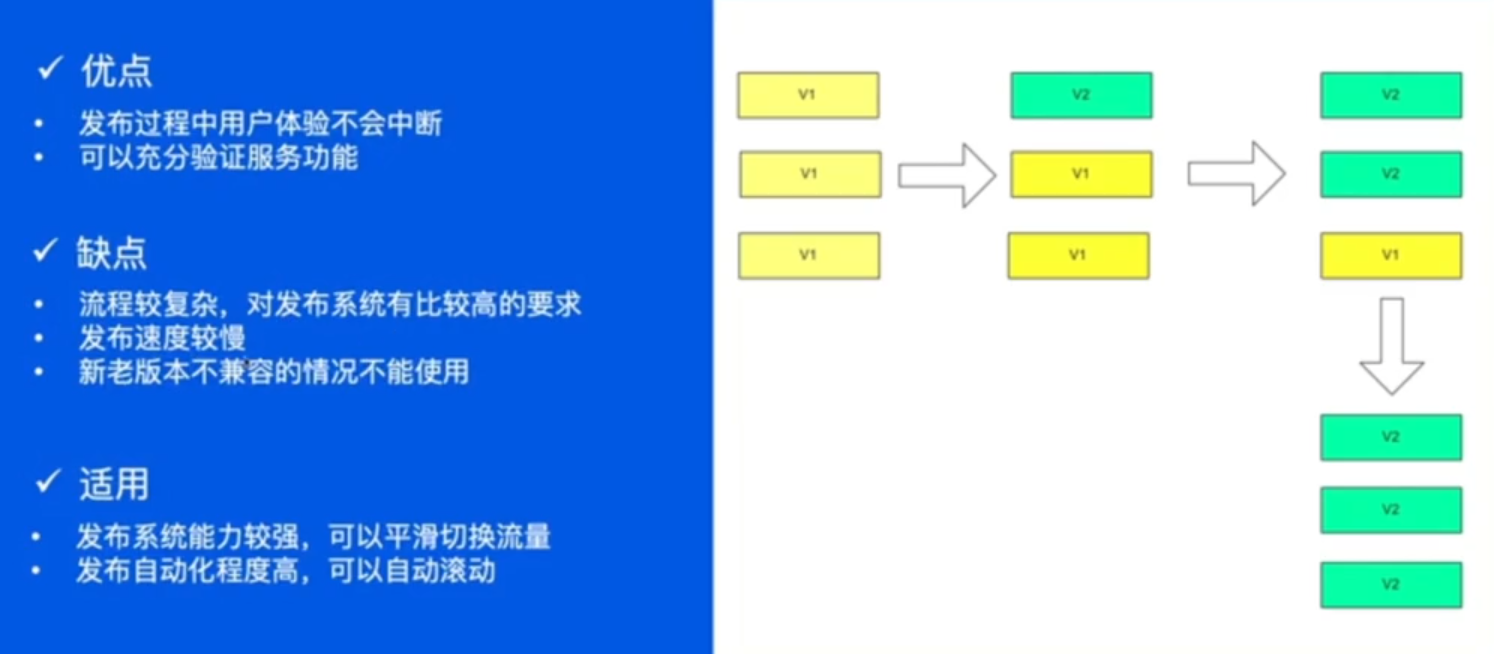 优点
发布过程中用户体验不会中断
可以充分验证服务功能
缺点
流程较复杂，对发布系统有比较高的要求
发布速度较慢
新老版本不兼容的情况不能使用
适用
发布系统能力较强，可以平滑切换流量
发布自动化程度高，可以自动滚动
V1
V1
V1
V2
V1
V1
V2
V2
V1
V2
V2
V2